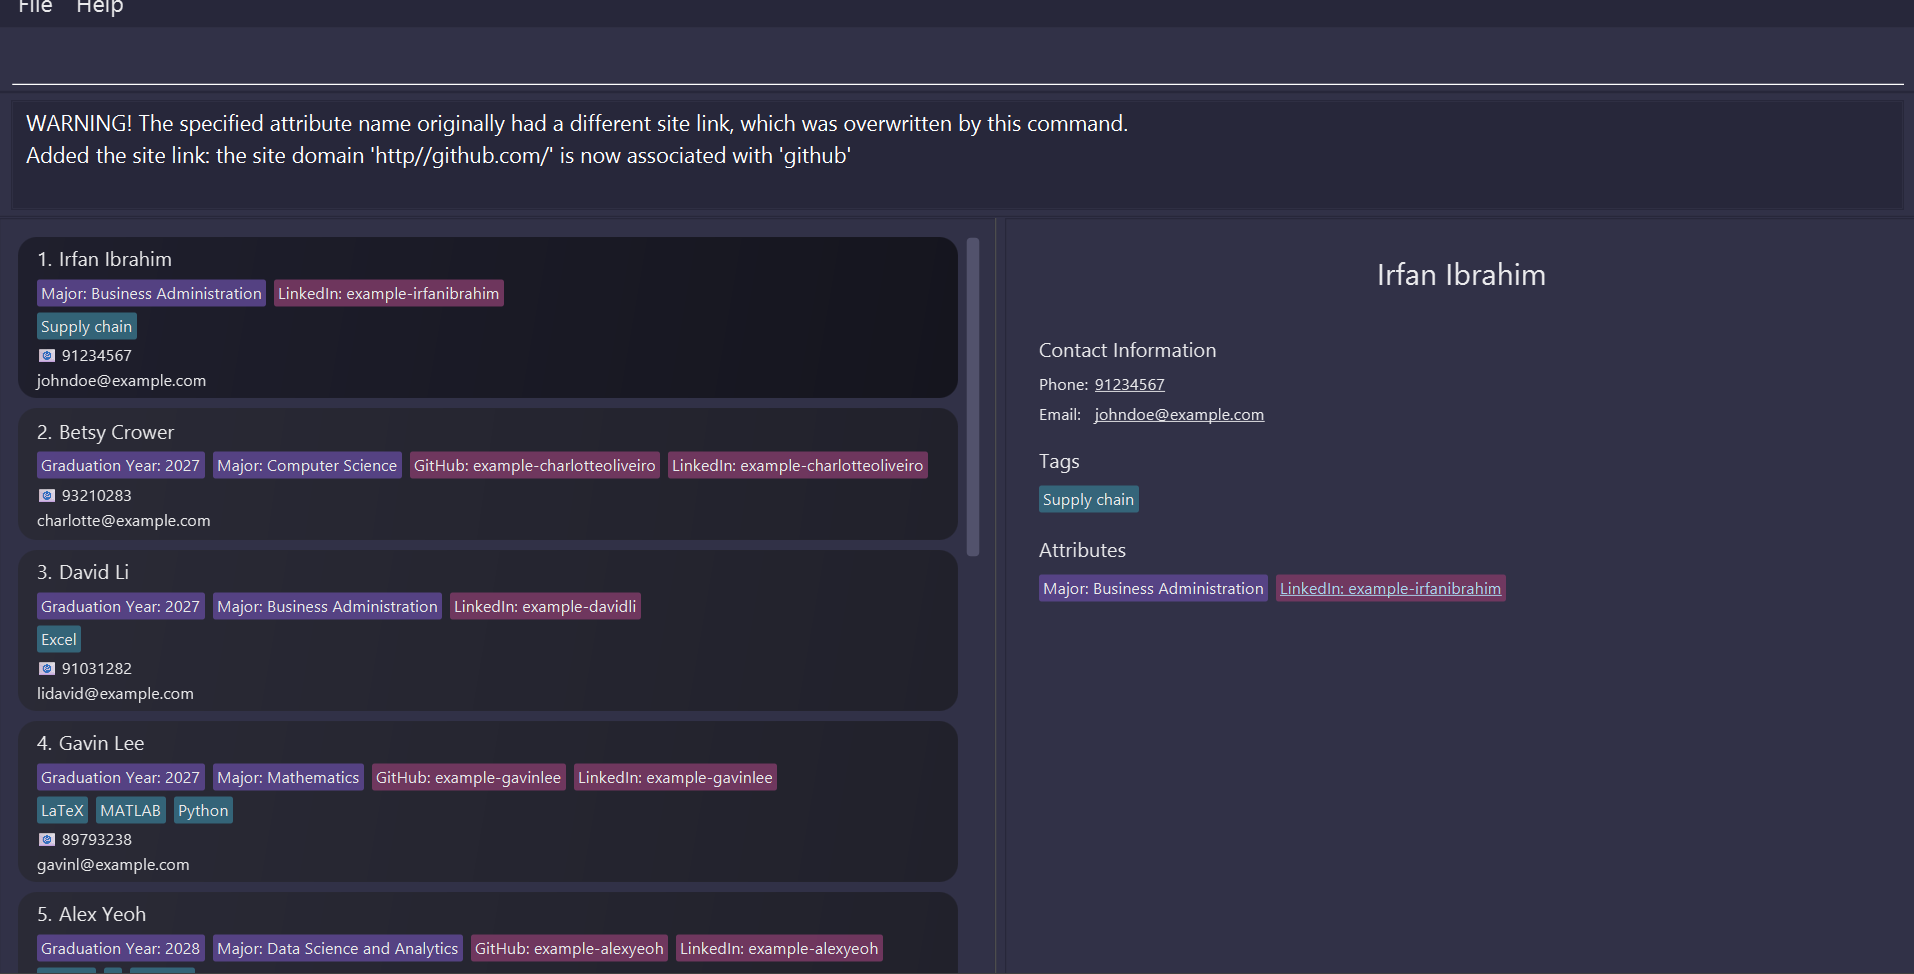 File Help
WARNING! The specified attribute name originally had a different site link, which was overwritten by this command.
Added the site link: the site domain 'http//github.com/' is now associated with 'github'
1. Irfan Ibrahim
Major: Business Administration LinkedIn: example-irfanibrahim
Supply chain
91234567
johndoe@example.com
2. Betsy Crower
Graduation Year: 2027 Major: Computer Science GitHub: example-charlotteoliveiro LinkedIn: example-charlotteoliveiro
93210283
charlotte@example.com
3. David Li
Graduation Year: 2027 Major: Business Administration LinkedIn: example-davidli
Excel
91031282
lidavid@example.com
4. Gavin Lee
Graduation Year: 2027 Major: Mathematics GitHub: example-gavinlee LinkedIn: example-gavinlee
LaTeX MATLAB Python
89793238
gavinl@example.com
5. Alex Yeoh
Graduation Year: 2028 Major: Data Science and Analytics GitHub: example-alexyeoh LinkedIn: example-alexyeoh
Irfan Ibrahim
Contact Information
Phone: 91234567
Email: johndoe@example.com
Tags
Supply chain
Attributes
Major: Business Administration LinkedIn: example-irfanibrahim